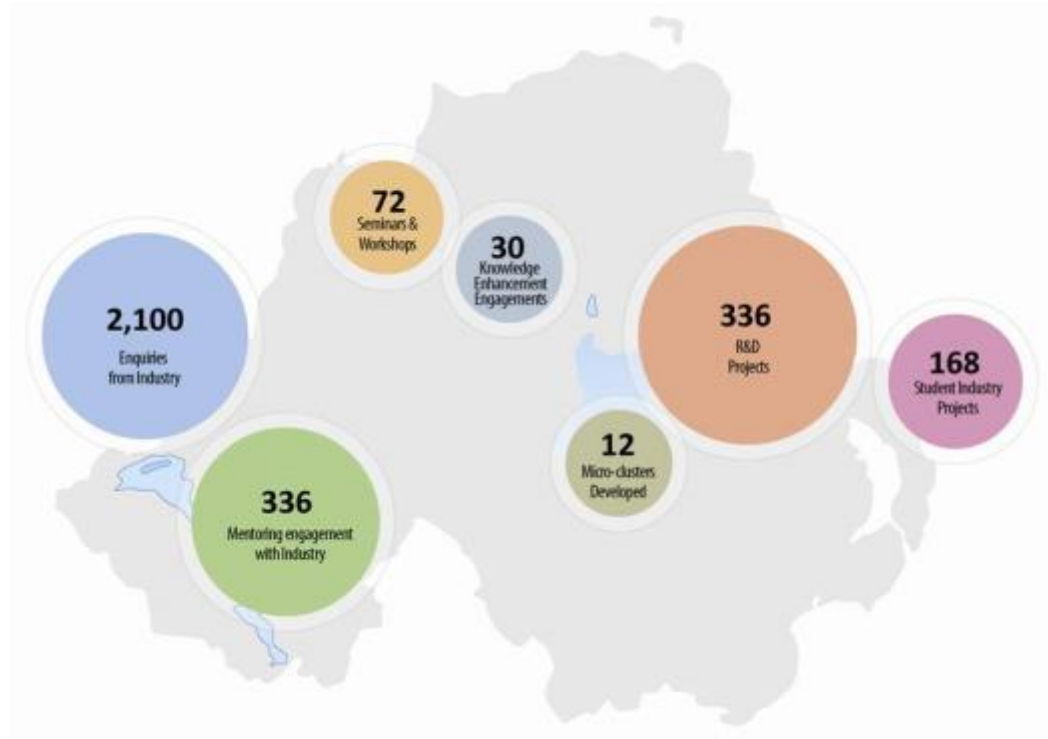 72
Seminars &
Workshops
30
Knowledge
Enhancement
Engagements
2,100
Enquiries
from Industry
336
R&D
Projects
168
Student Industry
Projects
12
Micro-clusters
Developed
336
Mentoring engagement
with Industry